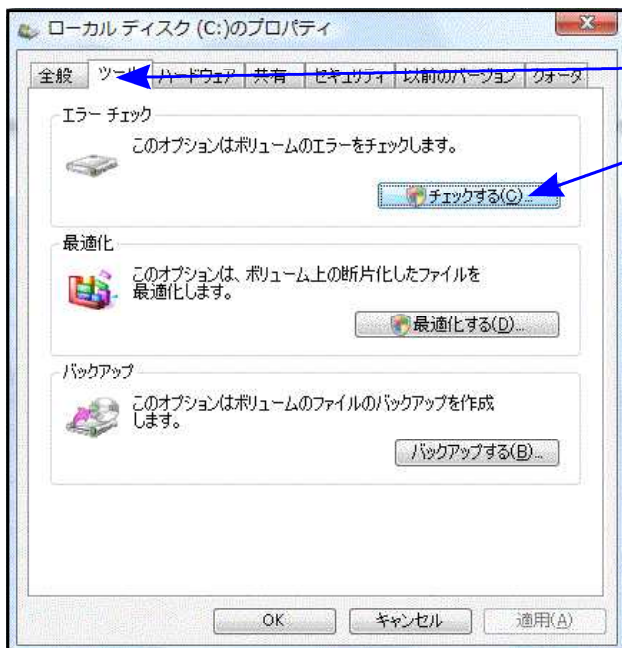 ローカル ディスク (C:)のプロパティ
全般 ツール ハードウェア 共有 セキュリティ 以前のバージョン クォータ
エラー チェック
このオプションはボリュームのエラーをチェックします。
チェックする(C)...
最適化
このオプションは、ボリューム上の断片化したファイルを
最適化します。
最適化する(D)...
バックアップ
このオプションはボリュームのファイルのバックアップを作成
します。
バックアップする(B)...
OK キャンセル 適用(A)